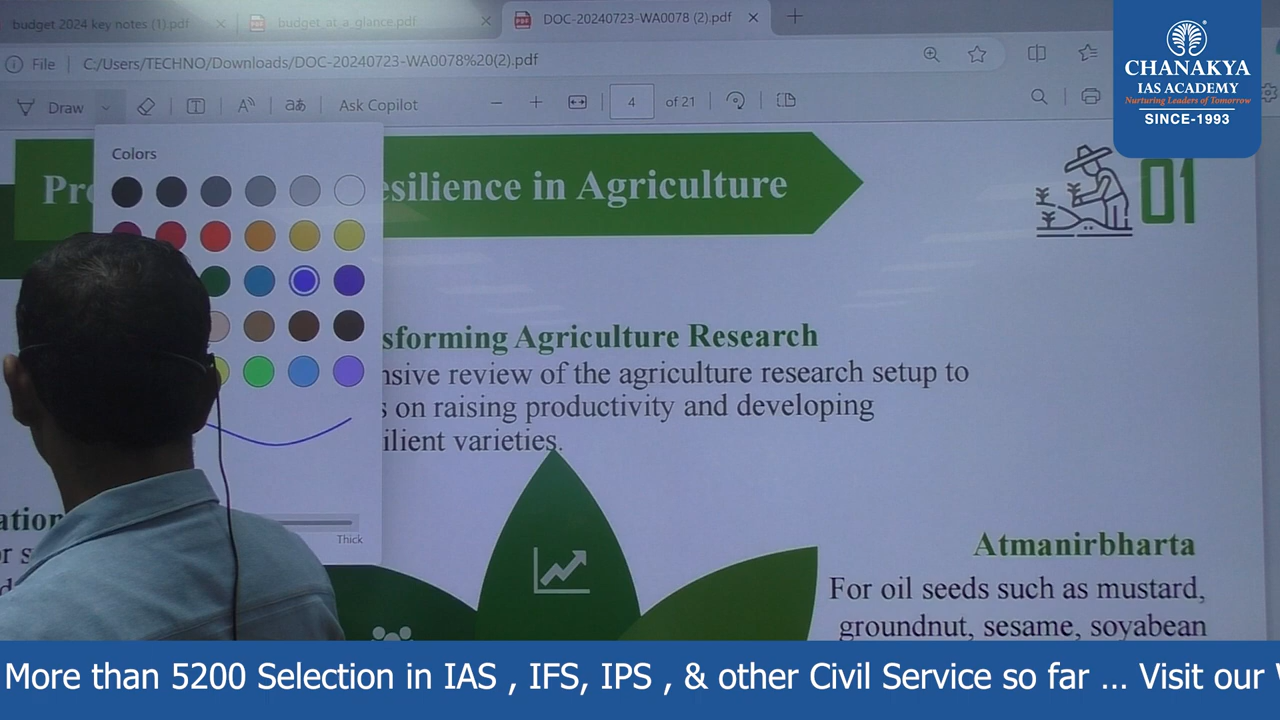 budget 2024 key notes (1).pdf
budget_at_a_glance.pdf
DOC-20240723-WA0078 (2).pdf
File
C:/Users/TECHNO/Downloads/DOC-20240723-WA0078%20(2).pdf
Draw
Ask Copilot
4
of 21
CHANAKYA
IAS ACADEMY
Nurturing Leaders of Tomorrow
SINCE-1993
Colors
Pro
esilience in Agriculture
01
sforming Agriculture Research
nsive review of the agriculture research setup to
s on raising productivity and developing
ilient varieties.
Thick
Atmanirbharta
For oil seeds such as mustard,
groundnut, sesame, soyabean
More than 5200 Selection in IAS , IFS, IPS , & other Civil Service so far ... Visit our